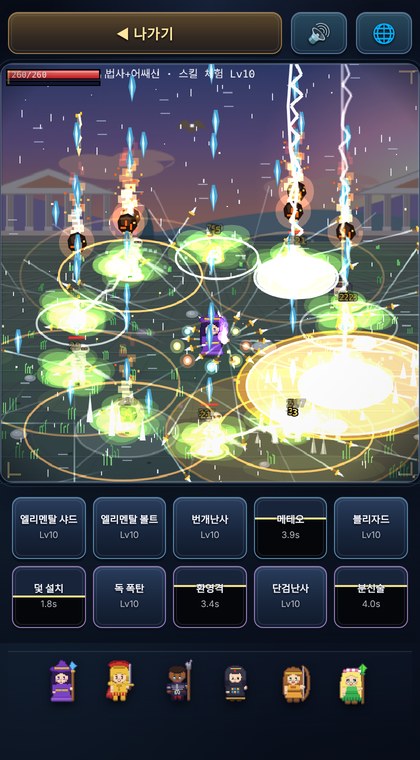 ◀ 나가기
260/260
법사+어쌔신 · 스킬 체험 Lv10
엘리멘탈 샤드
Lv10
엘리멘탈 볼트
Lv10
번개난사
Lv10
메테오
3.9s
블리자드
Lv10
덫 설치
1.8s
독 폭탄
Lv10
환영격
3.4s
단검난사
Lv10
분신술
4.0s